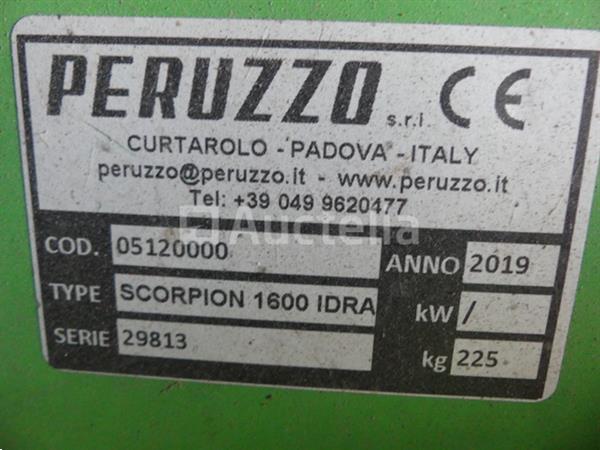 PERUZZO s.r.l CE
CURTAROLO - PADOVA - ITALY
peruzzo@peruzzo.it - www.peruzzo.it
Tel: +39 049 9620477
Auctelia
COD. 05120000 ANNO 2019
TYPE SCORPION 1600 IDRA kW /
SERIE 29813 kg 225